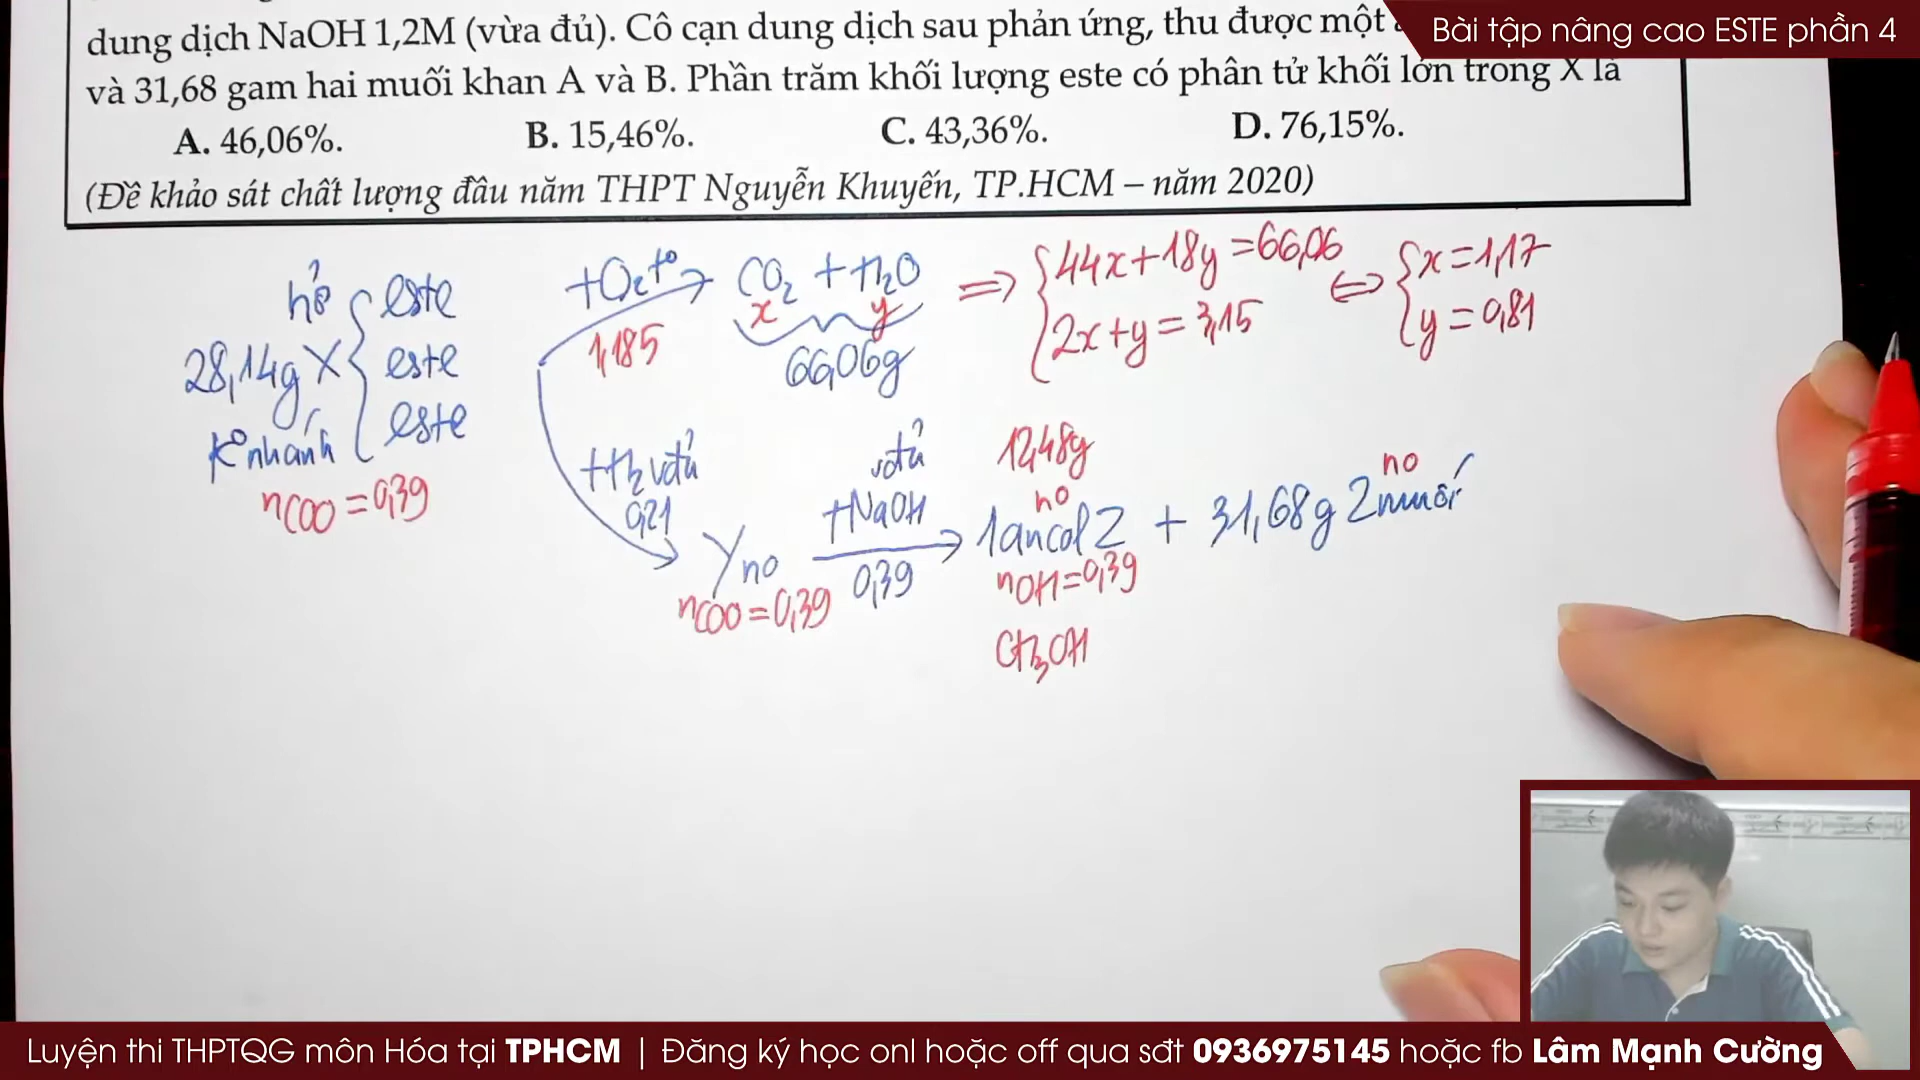 Bài tập nâng cao ESTE phần 4
dung dịch NaOH 1,2M (vừa đủ). Cô cạn dung dịch sau phản ứng, thu được một
và 31,68 gam hai muối khan A và B. Phần trăm khối lượng este có phân tử khối lớn trong X là
A. 46,06%. B. 15,46%. C. 43,36%. D. 76,15%.
(Đề khảo sát chất lượng đầu năm THPT Nguyễn Khuyến, TP.HCM – năm 2020)
hở
28,14g X { este este este
k° nhánh
nCOO = 0,39
+O2 t°
1,185
CO2 + H2O
x y
66,06g
⇒ { 44x + 18y = 66,06
2x + y = 3,15
⇔ { x = 1,17
y = 0,81
+H2 vđủ
0,21
Y no
nCOO = 0,39
vđủ
+NaOH
0,39
12,48g
no
1 ancol Z + 31,68g 2 muối
no
nOH = 0,39
CH3OH
Luyện thi THPTQG môn Hóa tại TPHCM | Đăng ký học onl hoặc off qua sđt 0936975145 hoặc fb Lâm Mạnh Cường